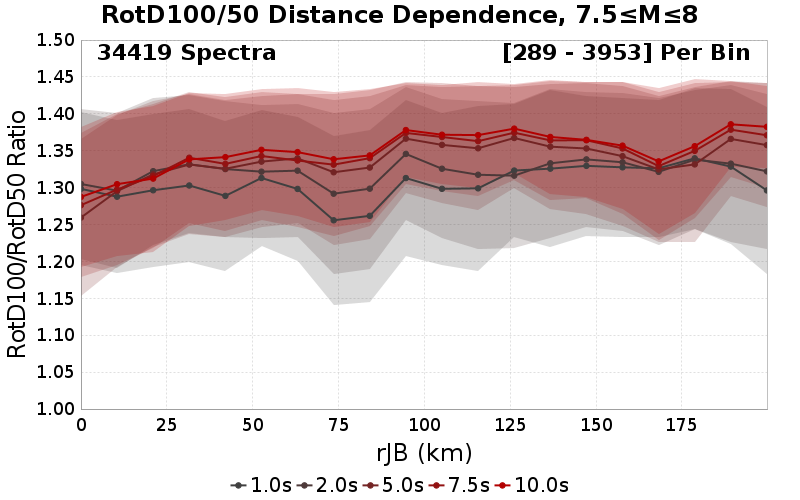 RotD100/50 Distance Dependence, 7.5≤M≤8
34419 Spectra
[289 - 3953] Per Bin
RotD100/RotD50 Ratio
1.50
1.45
1.40
1.35
1.30
1.25
1.20
1.15
1.10
1.05
1.00
0 25 50 75 100 125 150 175
rJB (km)
1.0s 2.0s 5.0s 7.5s 10.0s